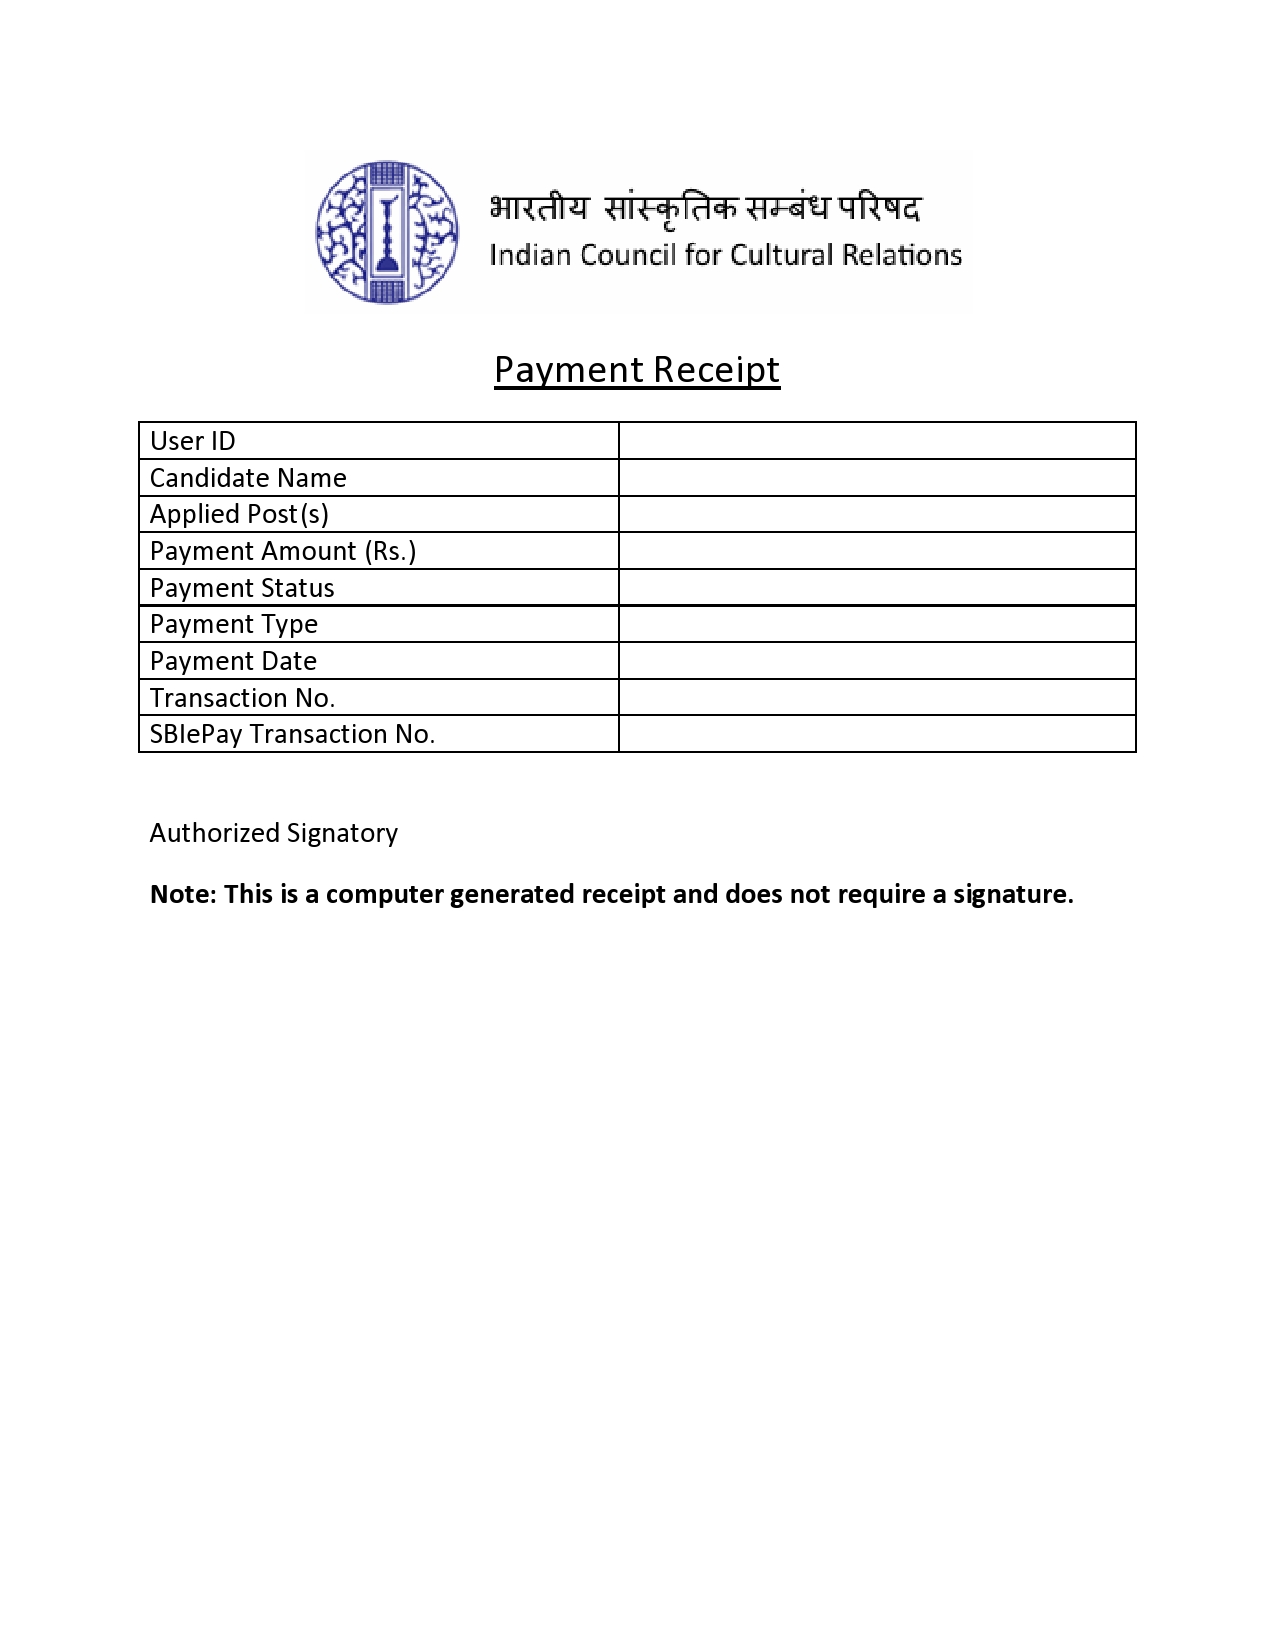 भारतीय सांस्कृतिक सम्बंध परिषद
Indian Council for Cultural Relations
Payment Receipt
User ID
Candidate Name
Applied Post(s)
Payment Amount (Rs.)
Payment Status
Payment Type
Payment Date
Transaction No.
SBIePay Transaction No.
Authorized Signatory
Note: This is a computer generated receipt and does not require a signature.